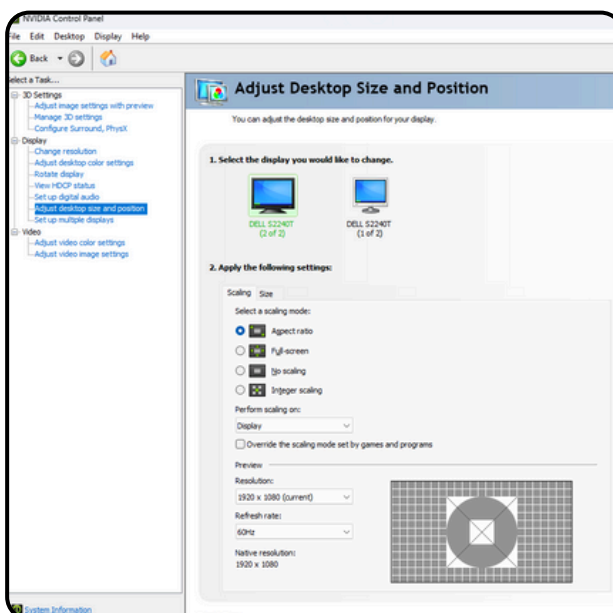 NVIDIA Control Panel
File Edit Desktop Display Help
Back
Select a Task...
3D Settings
Adjust image settings with preview
Manage 3D settings
Configure Surround, PhysX
Display
Change resolution
Adjust desktop color settings
Rotate display
View HDCP status
Set up digital audio
Adjust desktop size and position
Set up multiple displays
Video
Adjust video color settings
Adjust video image settings
System Information
Adjust Desktop Size and Position
You can adjust the desktop size and position for your display.
1. Select the display you would like to change.
DELL S2240T
(2 of 2)
DELL S2240T
(1 of 2)
2. Apply the following settings:
Scaling Size
Select a scaling mode:
Aspect ratio
Full-screen
No scaling
Integer scaling
Perform scaling on:
Display
Override the scaling mode set by games and programs
Preview
Resolution:
1920 x 1080 (current)
Refresh rate:
60Hz
Native resolution:
1920 x 1080